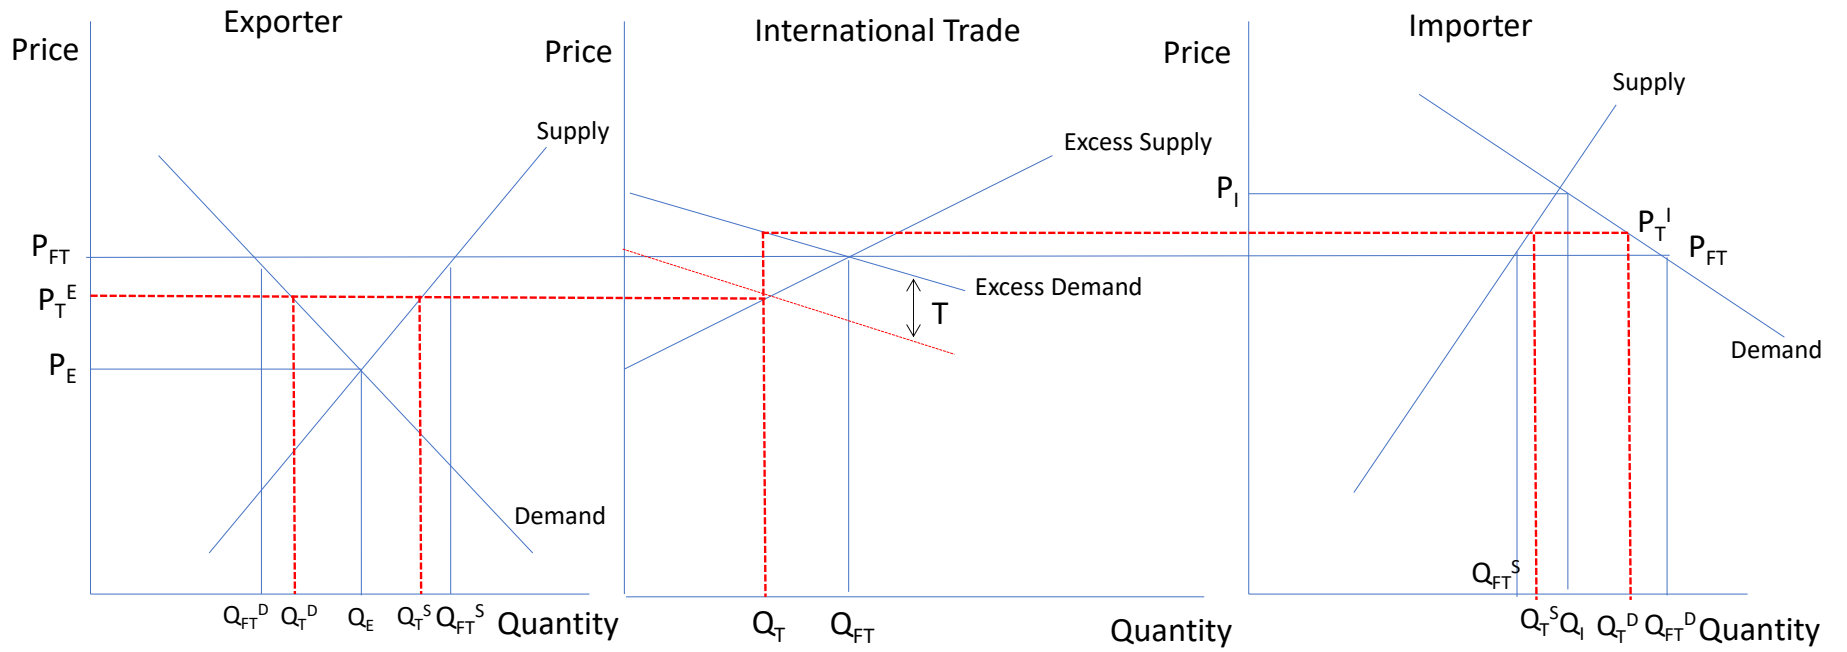 Exporter
International Trade
Importer
Price
Price
Price
Supply
Supply
Excess Supply
P_I
P_T^I
P_FT
P_FT
P_T^E
Excess Demand
T
P_E
Demand
Demand
Q_FT^S
Q_FT^D Q_T^D Q_E Q_T^S Q_FT^S Quantity
Q_T Q_FT Quantity
Q_T^S Q_I Q_T^D Q_FT^D Quantity